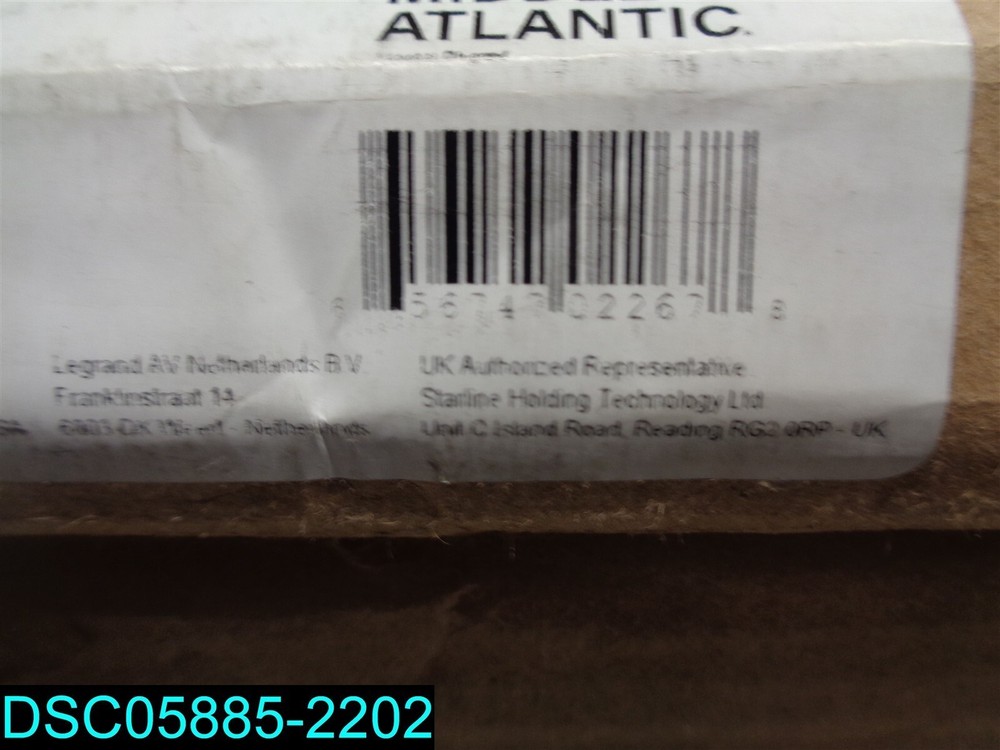 ATLANTIC.
6 56747 02267 8
Legrand AV Netherlands B.V.
Franklinstraat 14
Netherlands
UK Authorized Representative
Starline Holding Technology Ltd
Unit C Island Road, Reading RG2 0RP - UK
DSC05885-2202